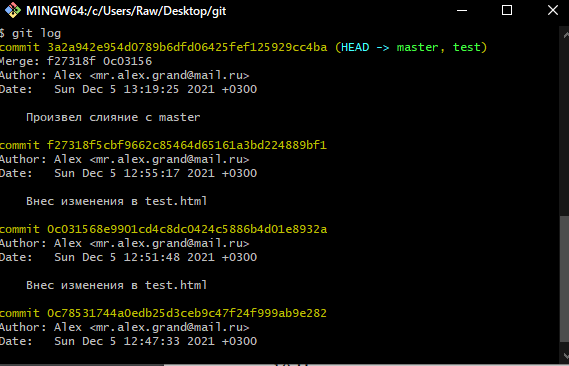 MINGW64:/c/Users/Raw/Desktop/git
$ git log
commit 3a2a942e954d0789b6dfd06425fef125929cc4ba (HEAD -> master, test)
Merge: f27318f 0c03156
Author: Alex <mr.alex.grand@mail.ru>
Date:   Sun Dec 5 13:19:25 2021 +0300
Произвел слияние с master
commit f27318f5cbf9662c85464d65161a3bd224889bf1
Author: Alex <mr.alex.grand@mail.ru>
Date:   Sun Dec 5 12:55:17 2021 +0300
Внес изменения в test.html
commit 0c031568e9901cd4c8dc0424c5886b4d01e8932a
Author: Alex <mr.alex.grand@mail.ru>
Date:   Sun Dec 5 12:51:48 2021 +0300
Внес изменения в test.html
commit 0c78531744a0edb25d3ceb9c47f24f999ab9e282
Author: Alex <mr.alex.grand@mail.ru>
Date:   Sun Dec 5 12:47:33 2021 +0300